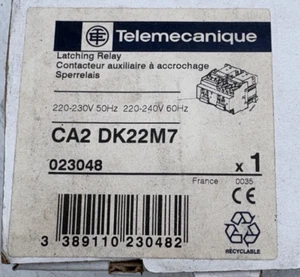 Telemecanique
Latching Relay
Contacteur auxiliaire à accrochage
Sperrelais
220-230V 50Hz 220-240V 60Hz
CA2 DK22M7
023048
x 1
France 0035
CE
3 389110 230482
RECYCLABLE